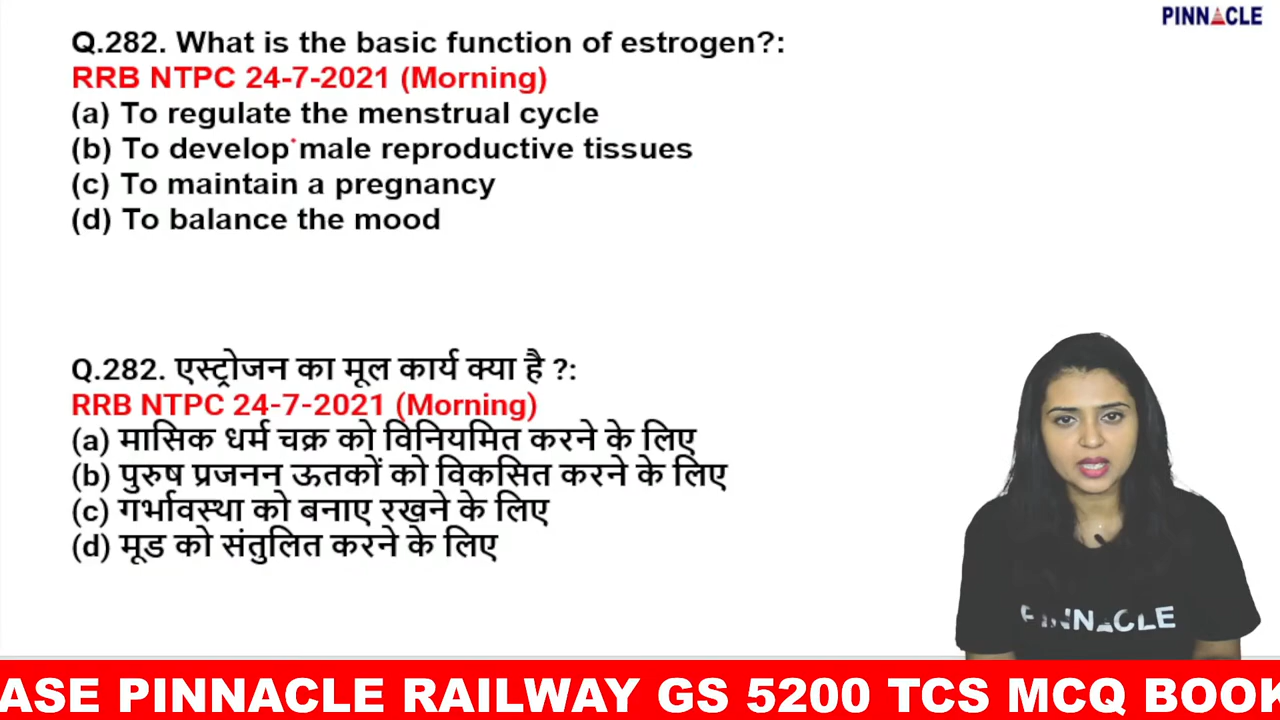 PINNACLE
Q.282. What is the basic function of estrogen?:
RRB NTPC 24-7-2021 (Morning)
(a) To regulate the menstrual cycle
(b) To develop male reproductive tissues
(c) To maintain a pregnancy
(d) To balance the mood
Q.282. एस्ट्रोजन का मूल कार्य क्या है ?:
RRB NTPC 24-7-2021 (Morning)
(a) मासिक धर्म चक्र को विनियमित करने के लिए
(b) पुरुष प्रजनन ऊतकों को विकसित करने के लिए
(c) गर्भावस्था को बनाए रखने के लिए
(d) मूड को संतुलित करने के लिए
PINNACLE
ASE PINNACLE RAILWAY GS 5200 TCS MCQ BOOK